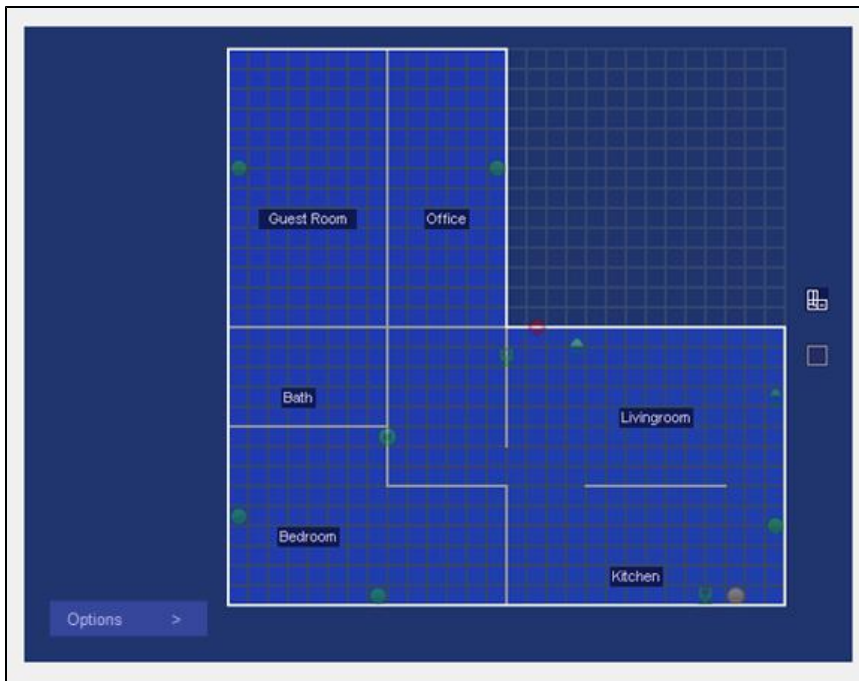 Guest Room
Office
Bath
Livingroom
Bedroom
Kitchen
Options >